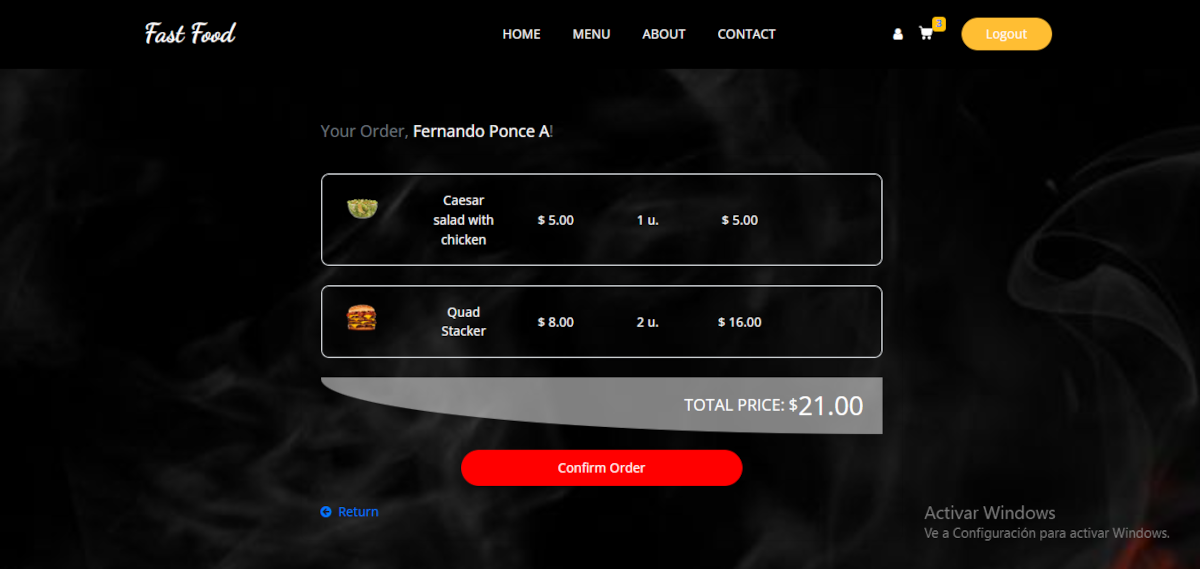 Fast Food
HOME MENU ABOUT CONTACT
3
Logout
Your Order, Fernando Ponce A!
Caesar
salad with
chicken
$ 5.00
1 u.
$ 5.00
Quad
Stacker
$ 8.00
2 u.
$ 16.00
TOTAL PRICE: $21.00
Confirm Order
Return
Activar Windows
Ve a Configuración para activar Windows.